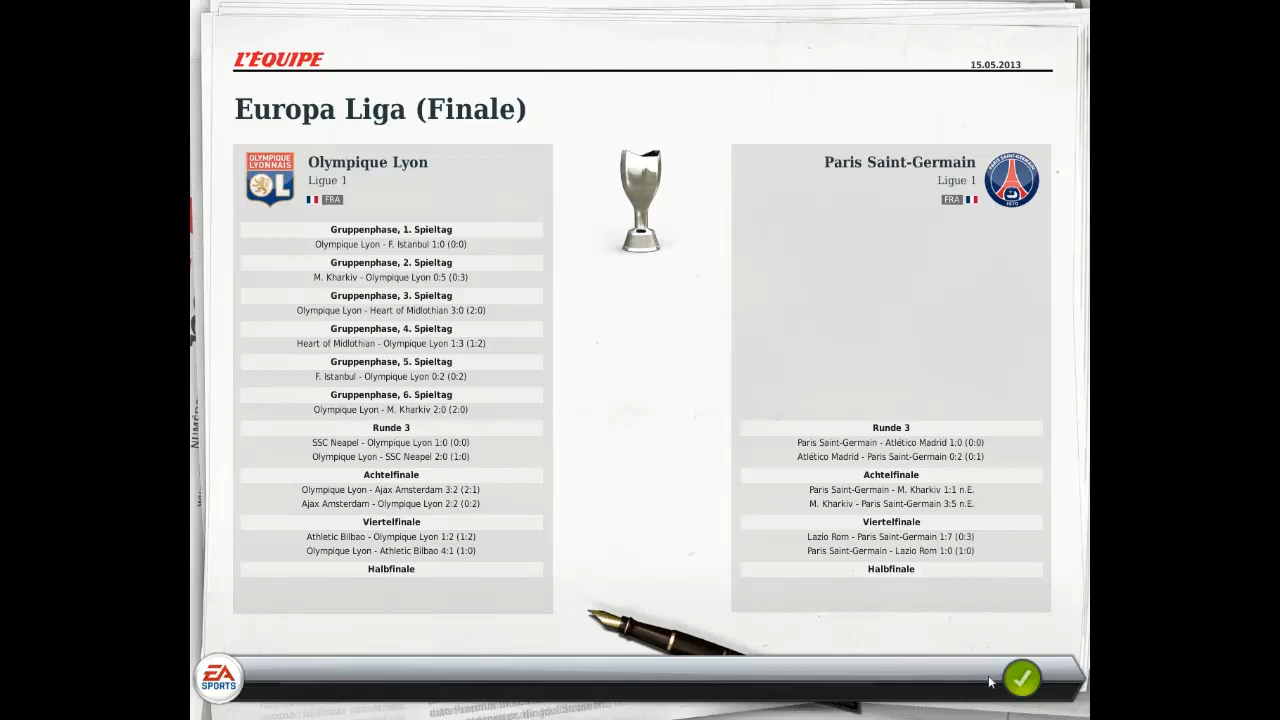 L'ÉQUIPE
15.05.2013
Europa Liga (Finale)
OLYMPIQUE
LYONNAIS
OL
Olympique Lyon
Ligue 1
FRA
Gruppenphase, 1. Spieltag
Olympique Lyon - F. Istanbul 1:0 (0:0)
Gruppenphase, 2. Spieltag
M. Kharkiv - Olympique Lyon 0:5 (0:3)
Gruppenphase, 3. Spieltag
Olympique Lyon - Heart of Midlothian 3:0 (2:0)
Gruppenphase, 4. Spieltag
Heart of Midlothian - Olympique Lyon 1:3 (1:2)
Gruppenphase, 5. Spieltag
F. Istanbul - Olympique Lyon 0:2 (0:2)
Gruppenphase, 6. Spieltag
Olympique Lyon - M. Kharkiv 2:0 (2:0)
Runde 3
SSC Neapel - Olympique Lyon 1:0 (0:0)
Olympique Lyon - SSC Neapel 2:0 (1:0)
Achtelfinale
Olympique Lyon - Ajax Amsterdam 3:2 (2:1)
Ajax Amsterdam - Olympique Lyon 2:2 (0:2)
Viertelfinale
Athletic Bilbao - Olympique Lyon 1:2 (1:2)
Olympique Lyon - Athletic Bilbao 4:1 (1:0)
Halbfinale
Paris Saint-Germain
Ligue 1
FRA
PARIS SAINT-GERMAIN
1970
Runde 3
Paris Saint-Germain - Atlético Madrid 1:0 (0:0)
Atlético Madrid - Paris Saint-Germain 0:2 (0:1)
Achtelfinale
Paris Saint-Germain - M. Kharkiv 1:1 n.E.
M. Kharkiv - Paris Saint-Germain 3:5 n.E.
Viertelfinale
Lazio Rom - Paris Saint-Germain 1:7 (0:3)
Paris Saint-Germain - Lazio Rom 1:0 (1:0)
Halbfinale
EA
SPORTS